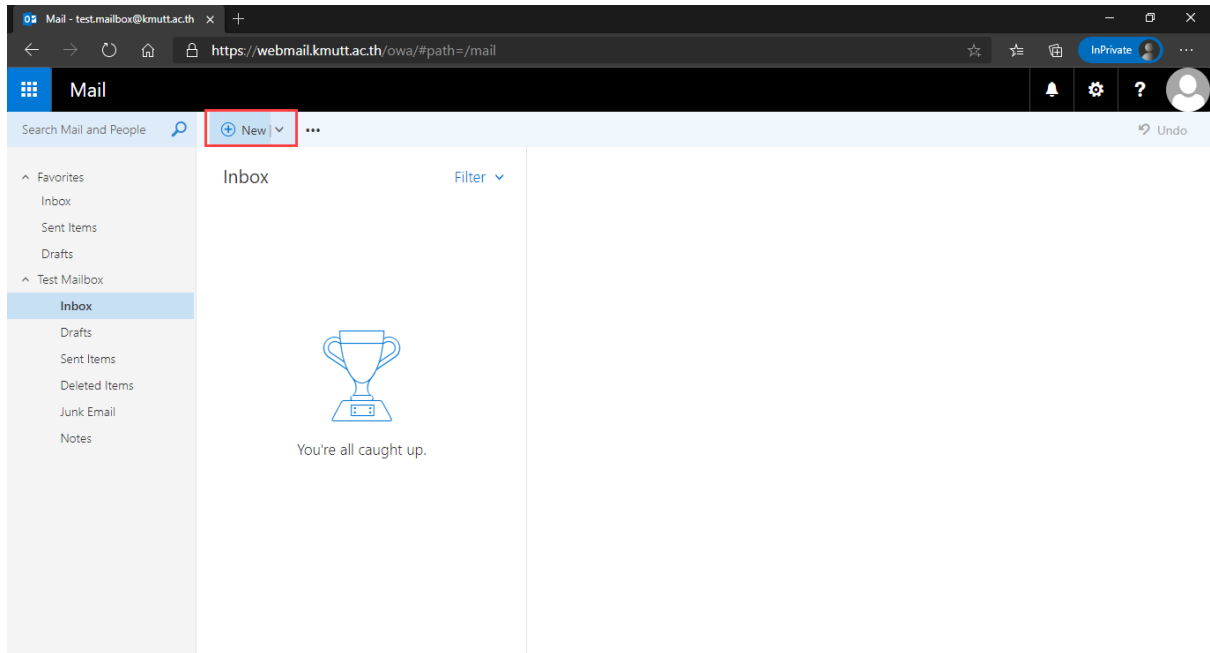 Mail - test.mailbox@kmutt.ac.th
https://webmail.kmutt.ac.th/owa/#path=/mail
InPrivate
Mail
?
Search Mail and People
New
Undo
Favorites
Inbox
Sent Items
Drafts
Test Mailbox
Inbox
Drafts
Sent Items
Deleted Items
Junk Email
Notes
Inbox
Filter
You're all caught up.